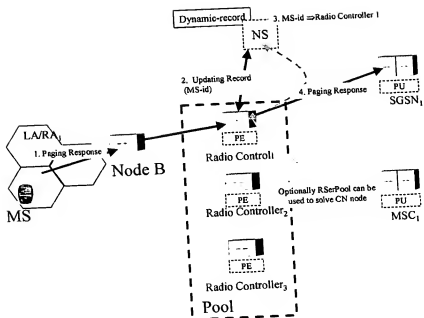 Dynamic-record
3. MS-id ⇒Radio Controller 1
NS
2. Updating Record
(MS-id)
4. Paging Response
PU
SGSN1
LA/RA1
1. Paging Response
Node B
PE
Radio Control1
MS
PE
Radio Controller2
Optionally RSerPool can be
used to solve CN node
PU
MSC1
PE
Radio Controller3
Pool